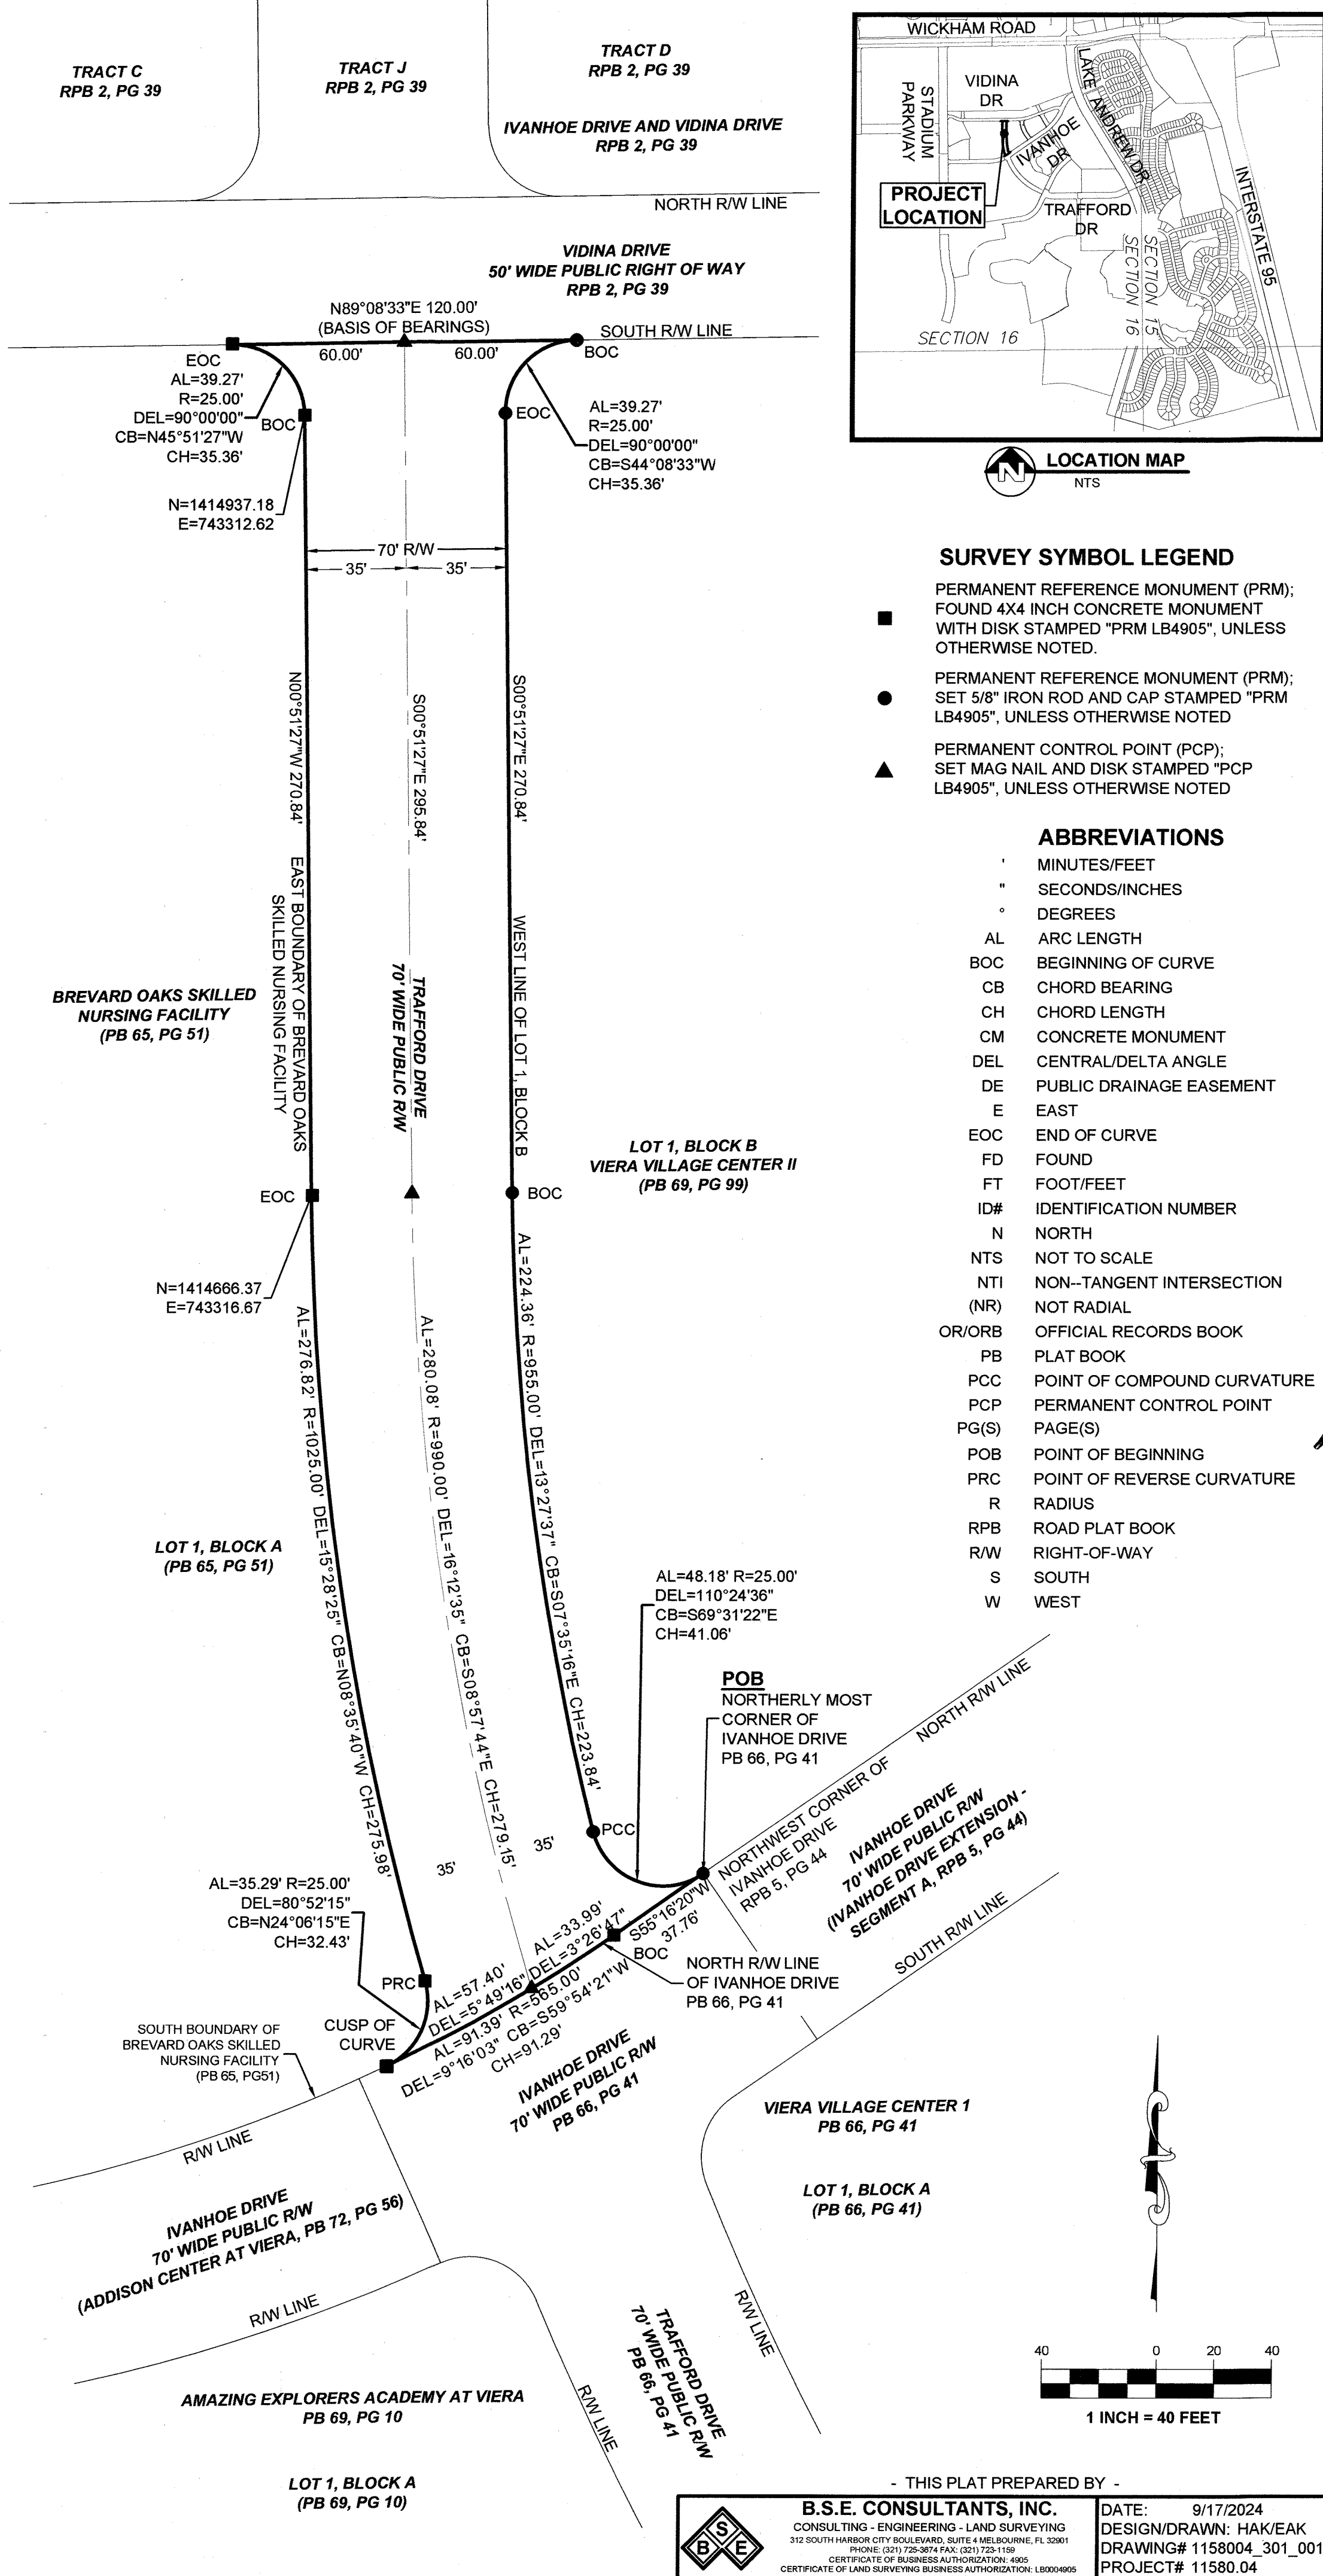 TRACT C
RPB 2, PG 39
TRACT J
RPB 2, PG 39
TRACT D
RPB 2, PG 39
IVANHOE DRIVE AND VIDINA DRIVE
RPB 2, PG 39
NORTH R/W LINE
VIDINA DRIVE
50' WIDE PUBLIC RIGHT OF WAY
RPB 2, PG 39
N89°08'33"E 120.00'
(BASIS OF BEARINGS)
SOUTH R/W LINE
60.00'
60.00'
EOC
BOC
AL=39.27'
R=25.00'
DEL=90°00'00"
CB=N45°51'27"W
CH=35.36'
BOC
EOC
AL=39.27'
R=25.00'
DEL=90°00'00"
CB=S44°08'33"W
CH=35.36'
N=1414937.18
E=743312.62
70' R/W
35'
35'
N00°51'27"W 270.84'
S00°51'27"E 295.84'
S00°51'27"E 270.84'
EAST BOUNDARY OF BREVARD OAKS
SKILLED NURSING FACILITY
WEST LINE OF LOT 1, BLOCK B
TRAFFORD DRIVE
70' WIDE PUBLIC R/W
BREVARD OAKS SKILLED
NURSING FACILITY
(PB 65, PG 51)
LOT 1, BLOCK B
VIERA VILLAGE CENTER II
(PB 69, PG 99)
EOC
BOC
N=1414666.37
E=743316.67
AL=276.82' R=1025.00' DEL=15°28'25" CB=N08°35'40"W CH=275.98'
AL=280.08' R=990.00' DEL=16°12'35" CB=S08°57'44"E CH=279.15'
AL=224.36' R=955.00' DEL=13°27'37" CB=S07°35'16"E CH=223.84'
LOT 1, BLOCK A
(PB 65, PG 51)
AL=48.18' R=25.00'
DEL=110°24'36"
CB=S69°31'22"E
CH=41.06'
POB
NORTHERLY MOST
CORNER OF
IVANHOE DRIVE
PB 66, PG 41
PCC
35'
35'
NORTH R/W LINE
NORTHWEST CORNER OF
IVANHOE DRIVE
RPB 5, PG 44
IVANHOE DRIVE
70' WIDE PUBLIC R/W
(IVANHOE DRIVE EXTENSION -
SEGMENT A, RPB 5, PG 44)
SOUTH R/W LINE
AL=35.29' R=25.00'
DEL=80°52'15"
CB=N24°06'15"E
CH=32.43'
PRC
CUSP OF
CURVE
AL=33.99'
DEL=3°26'47"
S55°16'20"W
37.76'
BOC
AL=57.40'
DEL=5°49'16"
AL=91.39' R=565.00'
DEL=9°16'03" CB=S59°54'21"W
CH=91.29'
NORTH R/W LINE
OF IVANHOE DRIVE
PB 66, PG 41
SOUTH BOUNDARY OF
BREVARD OAKS SKILLED
NURSING FACILITY
(PB 65, PG51)
IVANHOE DRIVE
70' WIDE PUBLIC R/W
PB 66, PG 41
VIERA VILLAGE CENTER 1
PB 66, PG 41
LOT 1, BLOCK A
(PB 66, PG 41)
R/W LINE
IVANHOE DRIVE
70' WIDE PUBLIC R/W
(ADDISON CENTER AT VIERA, PB 72, PG 56)
R/W LINE
R/W LINE
TRAFFORD DRIVE
70' WIDE PUBLIC R/W
PB 66, PG 41
R/W LINE
AMAZING EXPLORERS ACADEMY AT VIERA
PB 69, PG 10
LOT 1, BLOCK A
(PB 69, PG 10)
WICKHAM ROAD
STADIUM
PARKWAY
VIDINA
DR
LAKE ANDREW DR
IVANHOE
DR
INTERSTATE 95
PROJECT
LOCATION
TRAFFORD
DR
SECTION 15
SECTION 16
SECTION 16
N
LOCATION MAP
NTS
SURVEY SYMBOL LEGEND
PERMANENT REFERENCE MONUMENT (PRM);
FOUND 4X4 INCH CONCRETE MONUMENT
WITH DISK STAMPED "PRM LB4905", UNLESS
OTHERWISE NOTED.
PERMANENT REFERENCE MONUMENT (PRM);
SET 5/8" IRON ROD AND CAP STAMPED "PRM
LB4905", UNLESS OTHERWISE NOTED
PERMANENT CONTROL POINT (PCP);
SET MAG NAIL AND DISK STAMPED "PCP
LB4905", UNLESS OTHERWISE NOTED
ABBREVIATIONS
' MINUTES/FEET
" SECONDS/INCHES
° DEGREES
AL ARC LENGTH
BOC BEGINNING OF CURVE
CB CHORD BEARING
CH CHORD LENGTH
CM CONCRETE MONUMENT
DEL CENTRAL/DELTA ANGLE
DE PUBLIC DRAINAGE EASEMENT
E EAST
EOC END OF CURVE
FD FOUND
FT FOOT/FEET
ID# IDENTIFICATION NUMBER
N NORTH
NTS NOT TO SCALE
NTI NON--TANGENT INTERSECTION
(NR) NOT RADIAL
OR/ORB OFFICIAL RECORDS BOOK
PB PLAT BOOK
PCC POINT OF COMPOUND CURVATURE
PCP PERMANENT CONTROL POINT
PG(S) PAGE(S)
POB POINT OF BEGINNING
PRC POINT OF REVERSE CURVATURE
R RADIUS
RPB ROAD PLAT BOOK
R/W RIGHT-OF-WAY
S SOUTH
W WEST
40 0 20 40
1 INCH = 40 FEET
- THIS PLAT PREPARED BY -
B S E
B.S.E. CONSULTANTS, INC.
CONSULTING - ENGINEERING - LAND SURVEYING
312 SOUTH HARBOR CITY BOULEVARD, SUITE 4 MELBOURNE, FL 32901
PHONE: (321) 725-3674 FAX: (321) 723-1159
CERTIFICATE OF BUSINESS AUTHORIZATION: 4905
CERTIFICATE OF LAND SURVEYING BUSINESS AUTHORIZATION: LB0004905
DATE: 9/17/2024
DESIGN/DRAWN: HAK/EAK
DRAWING# 1158004_301_001
PROJECT# 11580.04